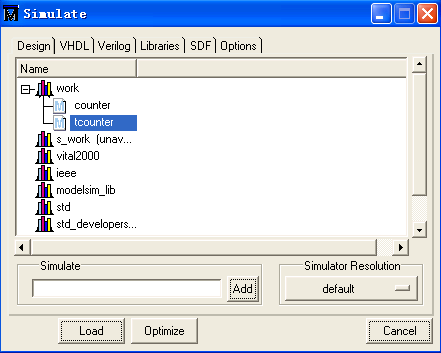 Simulate
Design VHDL Verilog Libraries SDF Options
Name
work
counter
tcounter
s_work (unav...
vital2000
ieee
modelsim_lib
std
std_developers...
Simulate Simulator Resolution
Add default
Load Optimize Cancel